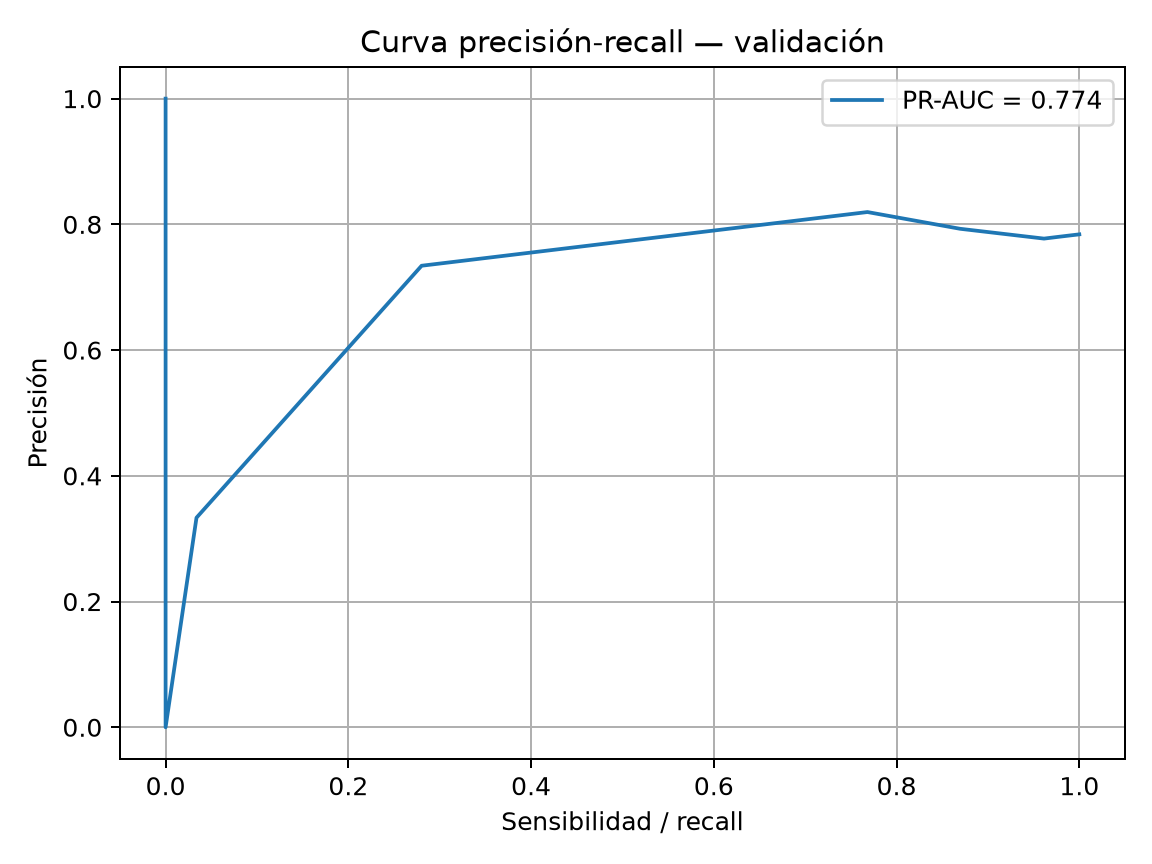 Curva precisión-recall — validación
PR-AUC = 0.774
1.0
0.8
0.6
0.4
0.2
0.0
Precisión
0.0 0.2 0.4 0.6 0.8 1.0
Sensibilidad / recall